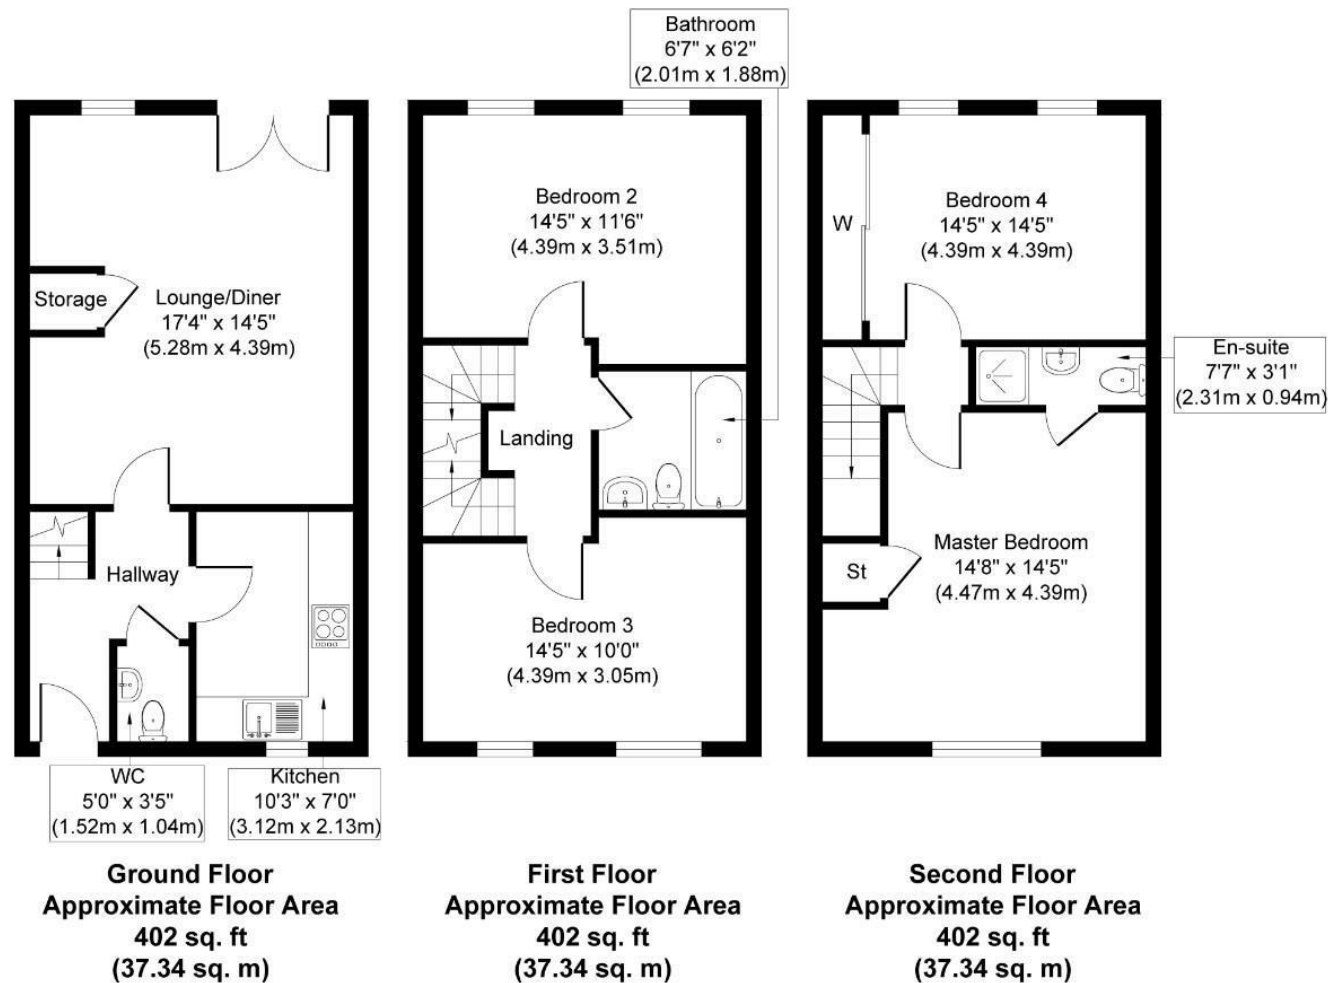 Bathroom
6'7" x 6'2"
(2.01m x 1.88m)
Storage
Lounge/Diner
17'4" x 14'5"
(5.28m x 4.39m)
Hallway
WC
5'0" x 3'5"
(1.52m x 1.04m)
Kitchen
10'3" x 7'0"
(3.12m x 2.13m)
Ground Floor
Approximate Floor Area
402 sq. ft
(37.34 sq. m)
Bedroom 2
14'5" x 11'6"
(4.39m x 3.51m)
Landing
Bedroom 3
14'5" x 10'0"
(4.39m x 3.05m)
First Floor
Approximate Floor Area
402 sq. ft
(37.34 sq. m)
W
Bedroom 4
14'5" x 14'5"
(4.39m x 4.39m)
En-suite
7'7" x 3'1"
(2.31m x 0.94m)
Master Bedroom
14'8" x 14'5"
(4.47m x 4.39m)
St
Second Floor
Approximate Floor Area
402 sq. ft
(37.34 sq. m)